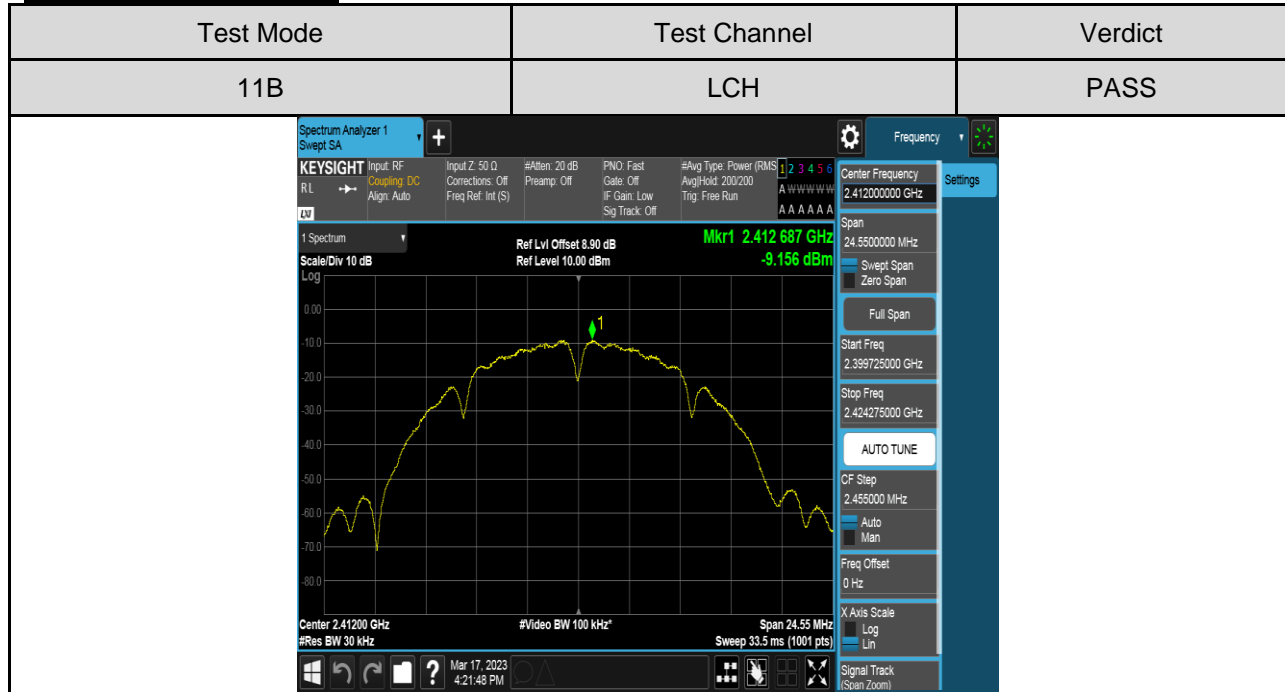 Test Mode Test Channel Verdict
11B LCH PASS
Spectrum Analyzer 1
Swept SA
+
Frequency
KEYSIGHT Input: RF Input Z: 50 Ω #Atten: 20 dB PNO: Fast #Avg Type: Power (RMS 1 2 3 4 5 6
RL Coupling: DC Corrections: Off Preamp: Off Gate: Off Avg|Hold: 200/200 A W W W W W
Align: Auto Freq Ref: Int (S) IF Gain: Low Trig: Free Run
LXI Sig Track: Off A A A A A A
1 Spectrum
Scale/Div 10 dB
Ref Lvl Offset 8.90 dB
Ref Level 10.00 dBm
Mkr1 2.412 687 GHz
-9.156 dBm
Log
0.00
-10.0
-20.0
-30.0
-40.0
-50.0
-60.0
-70.0
-80.0
1
Center 2.41200 GHz #Video BW 100 kHz* Span 24.55 MHz
#Res BW 30 kHz Sweep 33.5 ms (1001 pts)
?
Mar 17, 2023
4:21:48 PM
Settings
Center Frequency
2.412000000 GHz
Span
24.5500000 MHz
Swept Span
Zero Span
Full Span
Start Freq
2.399725000 GHz
Stop Freq
2.424275000 GHz
AUTO TUNE
CF Step
2.455000 MHz
Auto
Man
Freq Offset
0 Hz
X Axis Scale
Log
Lin
Signal Track
(Span Zoom)